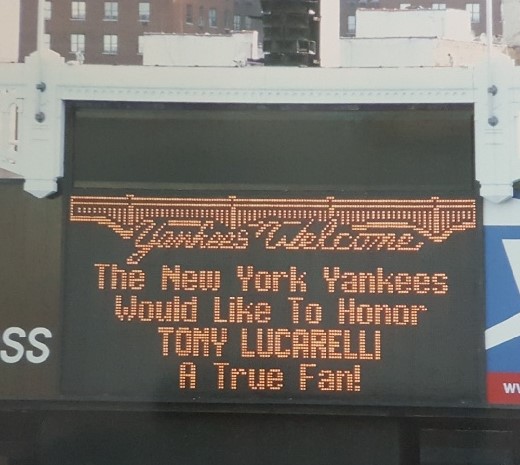 Yankees Welcome
The New York Yankees
Would Like To Honor
TONY LUCARELLI
A True Fan!
SS